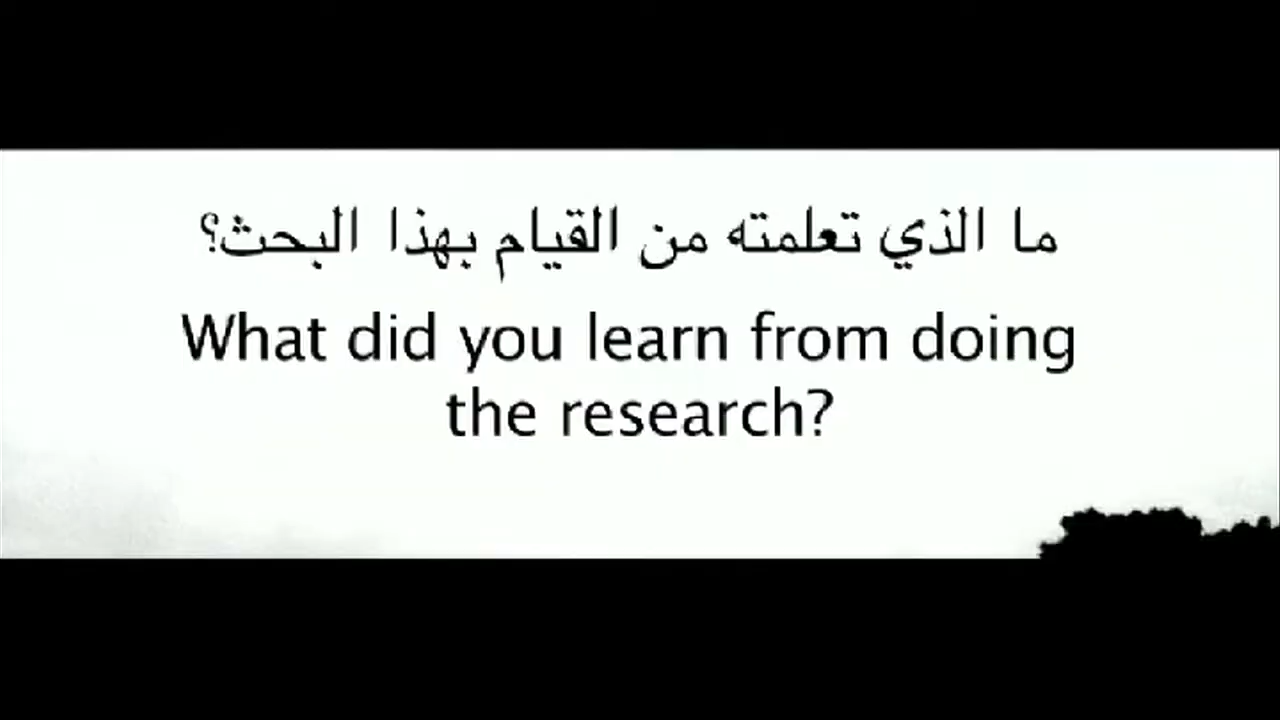 ما الذي تعلمته من القيام بهذا البحث؟
What did you learn from doing
the research?